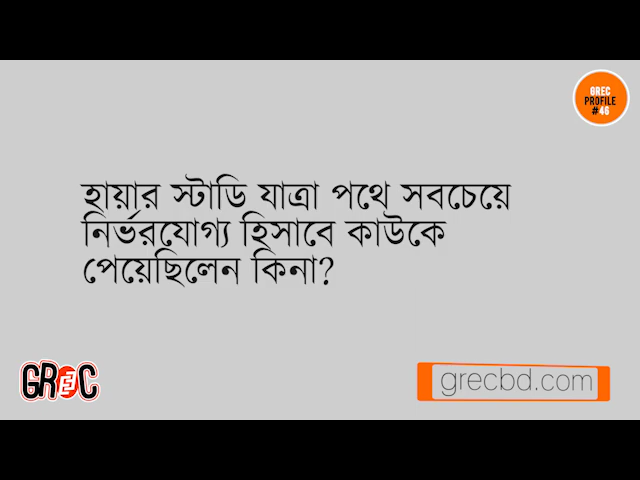 GREC
PROFILE
#46
হায়ার স্টাডি যাত্রা পথে সবচেয়ে
নির্ভরযোগ্য হিসাবে কাউকে
পেয়েছিলেন কিনা?
GREC
grecbd.com